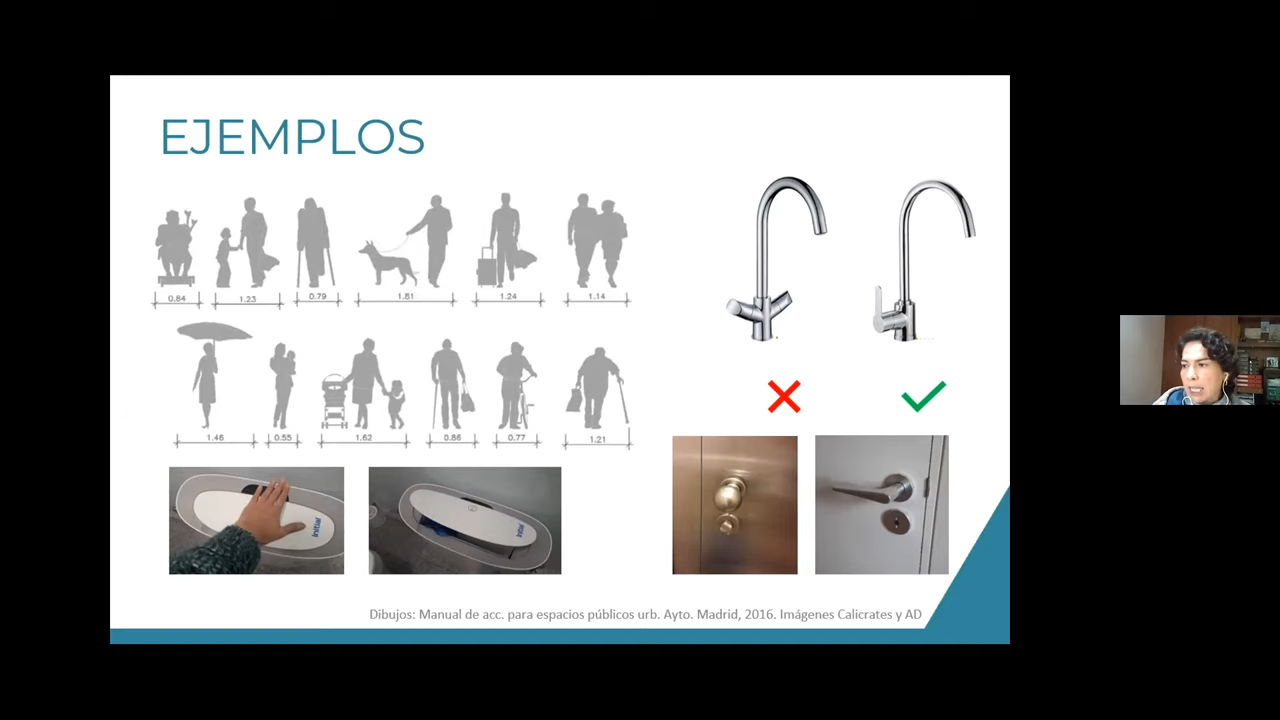 EJEMPLOS
0.84 1.23 0.79 1.81 1.24 1.14
1.46 0.55 1.62 0.86 0.77 1.21
Initial
Initial
Dibujos: Manual de acc. para espacios públicos urb. Ayto. Madrid, 2016. Imágenes Calicrates y AD